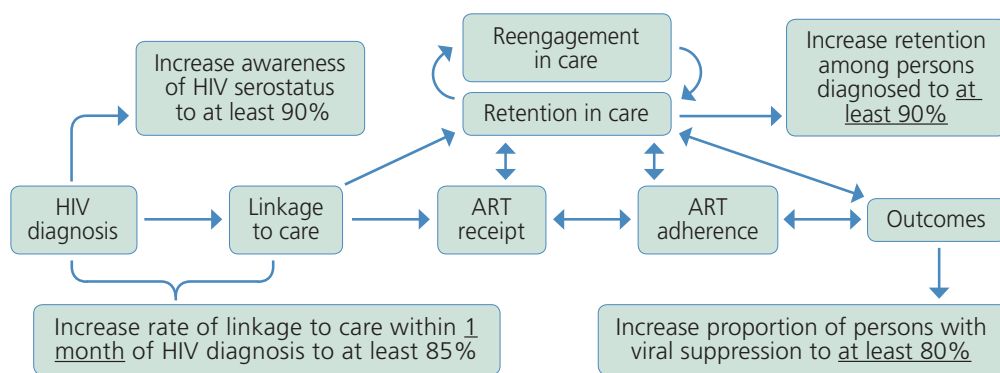 Increase awareness
of HIV serostatus
to at least 90%
Reengagement
in care
Retention in care
Increase retention
among persons
diagnosed to at
least 90%
HIV
diagnosis
Linkage
to care
ART
receipt
ART
adherence
Outcomes
Increase rate of linkage to care within 1
month of HIV diagnosis to at least 85%
Increase proportion of persons with
viral suppression to at least 80%